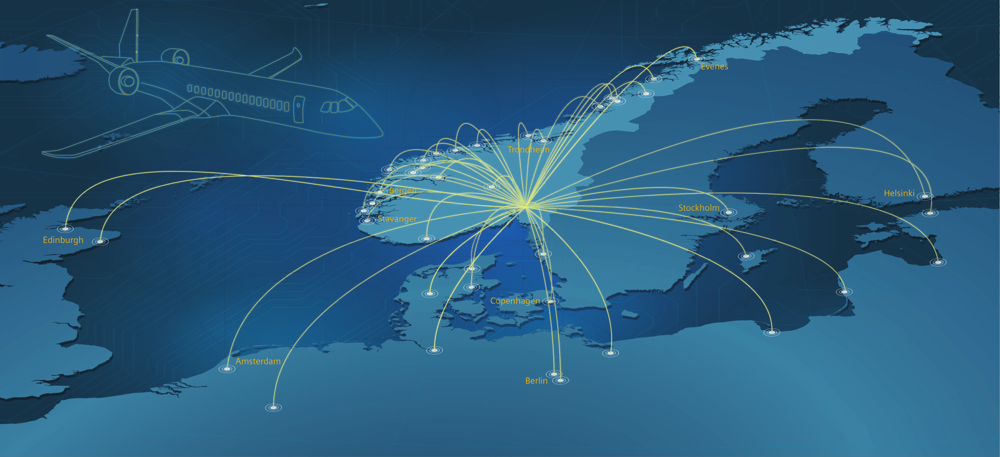 Evenes
Trondheim
Bergen
Helsinki
Stockholm
Stavanger
Edinburgh
Copenhagen
Amsterdam
Berlin